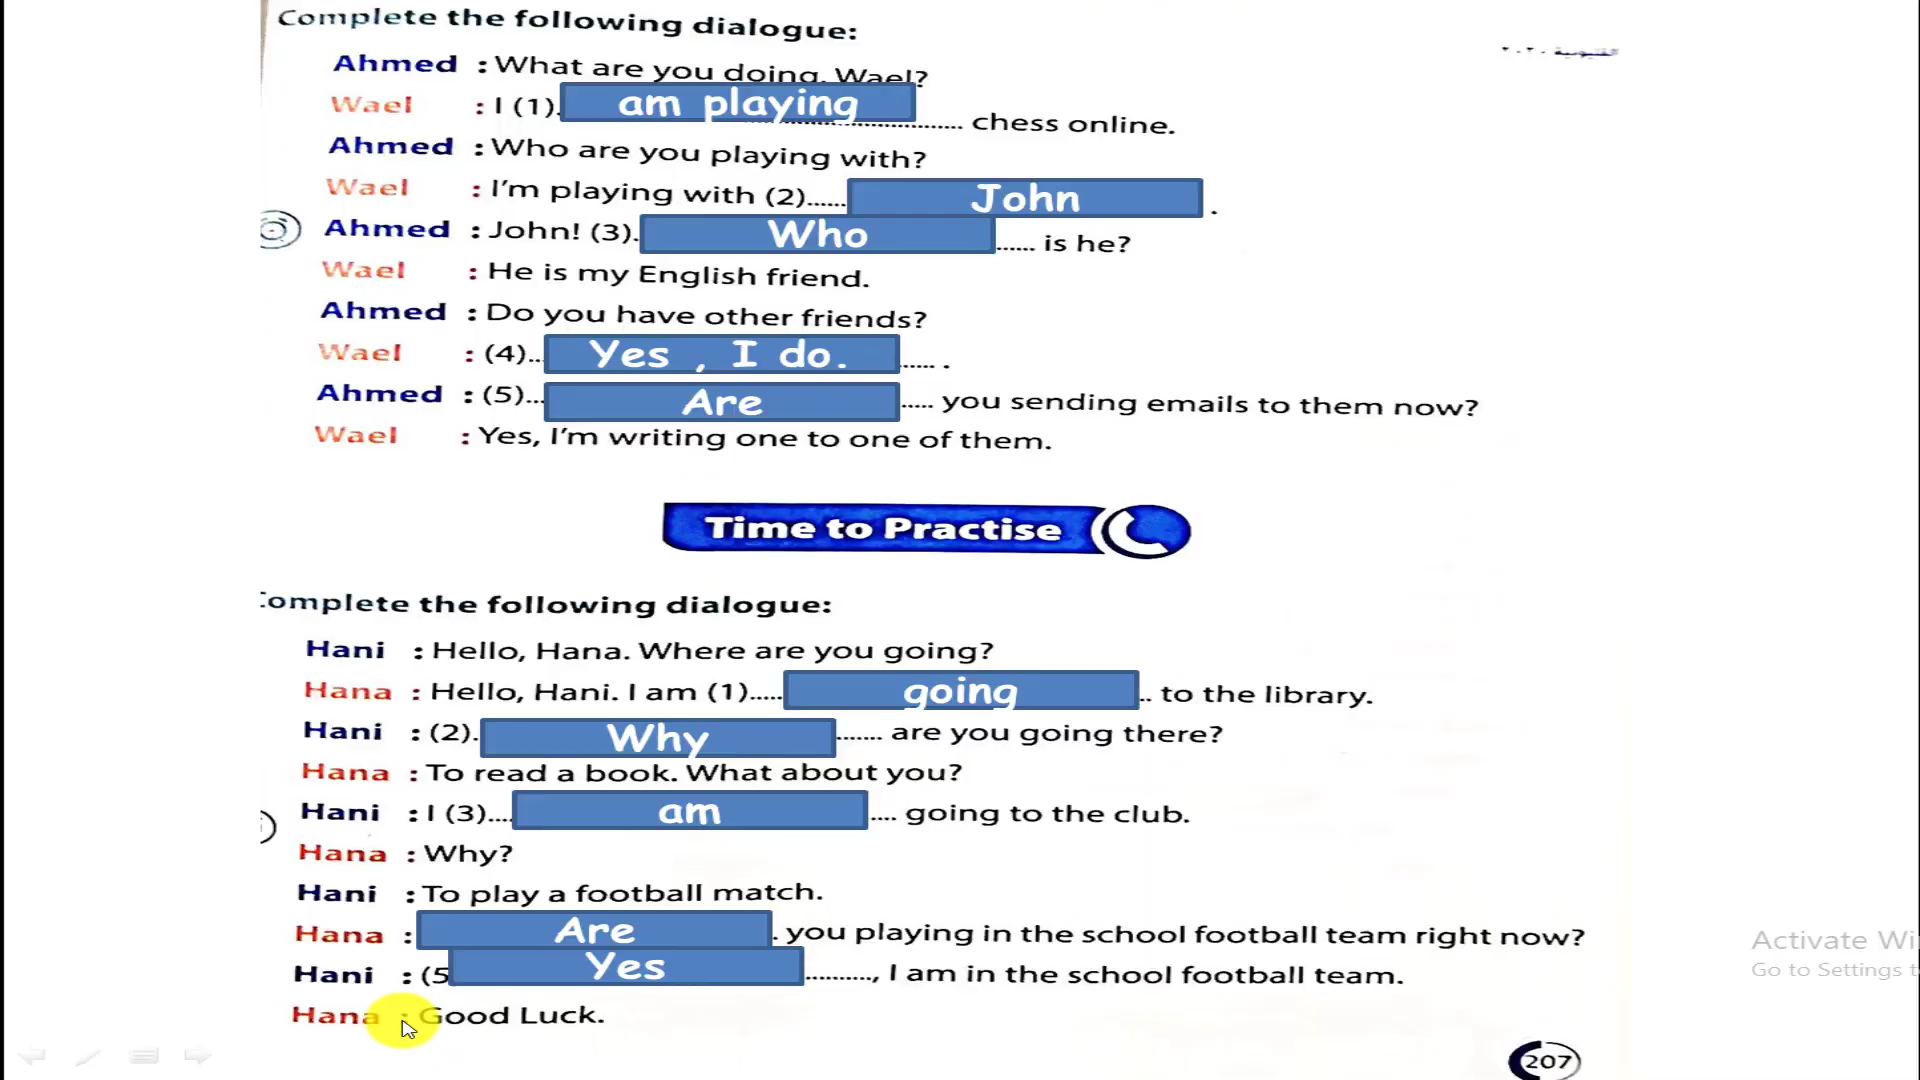 Complete the following dialogue:
القليوبية ٢٠٢٠
Ahmed : What are you doing, Wael?
Wael : I (1). am playing ............ chess online.
Ahmed : Who are you playing with?
Wael : I'm playing with (2)...... John .
Ahmed : John! (3). Who ...... is he?
Wael : He is my English friend.
Ahmed : Do you have other friends?
Wael : (4)... Yes , I do. ...... .
Ahmed : (5)... Are ..... you sending emails to them now?
Wael : Yes, I'm writing one to one of them.
Time to Practise
Complete the following dialogue:
Hani : Hello, Hana. Where are you going?
Hana : Hello, Hani. I am (1)..... going .. to the library.
Hani : (2). Why ....... are you going there?
Hana : To read a book. What about you?
Hani : I (3).... am .... going to the club.
Hana : Why?
Hani : To play a football match.
Hana : Are . you playing in the school football team right now?
Hani : (5 Yes .........., I am in the school football team.
Hana : Good Luck.
207
Activate Wi
Go to Settings t